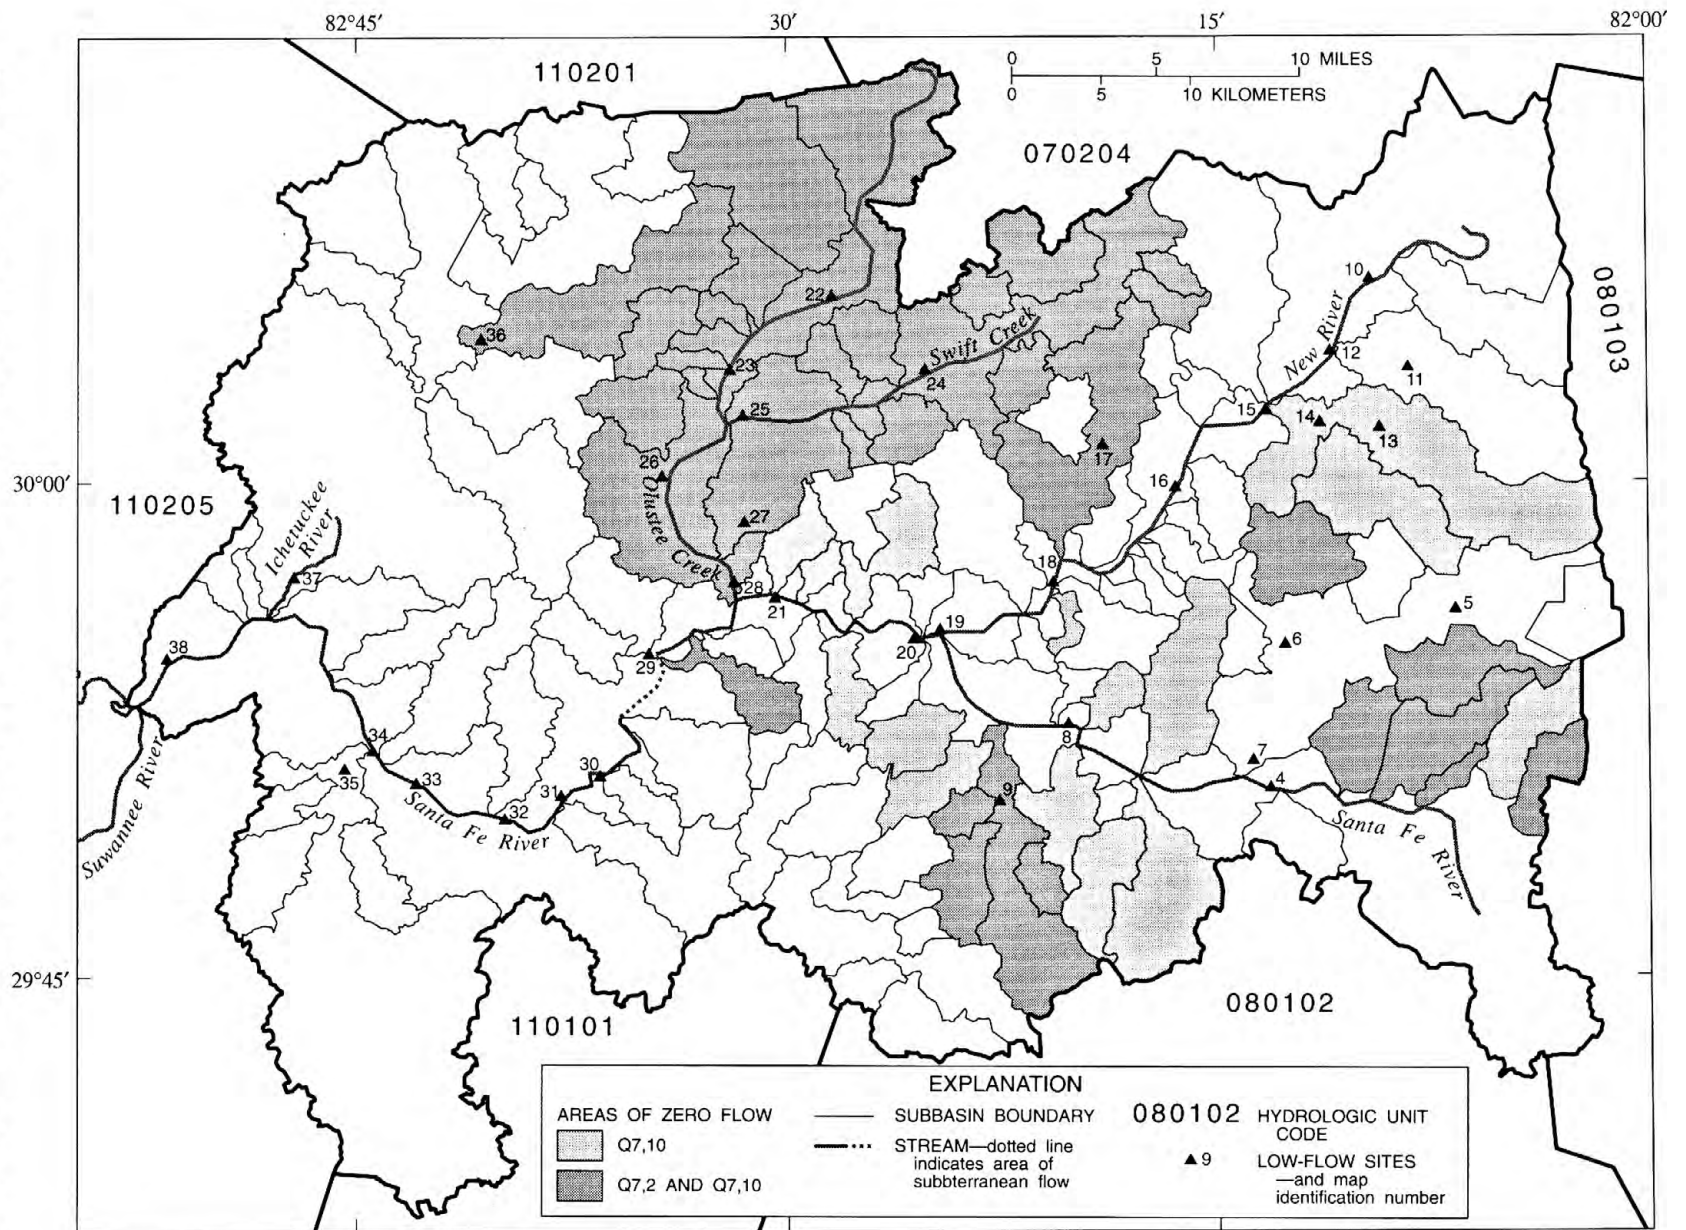 82°45′
30′
15′
82°00′
110201
0 5 10 MILES
0 5 10 KILOMETERS
070204
080103
10
New River
22
36
Swift Creek
12
11
23
24
25
15
14
13
17
26
16
30°00′
110205
Ichetuckee
River
Olustee Creek
27
37
18
28
21
5
19
6
20
38
29
34
8
35
33
30
7
31
4
9
32
Santa Fe River
Santa Fe River
Suwannee River
29°45′
110101
080102
EXPLANATION
AREAS OF ZERO FLOW
Q7,10
Q7,2 AND Q7,10
SUBBASIN BOUNDARY
STREAM—dotted line
indicates area of
subbterranean flow
080102 HYDROLOGIC UNIT
CODE
9 LOW-FLOW SITES
—and map
identification number